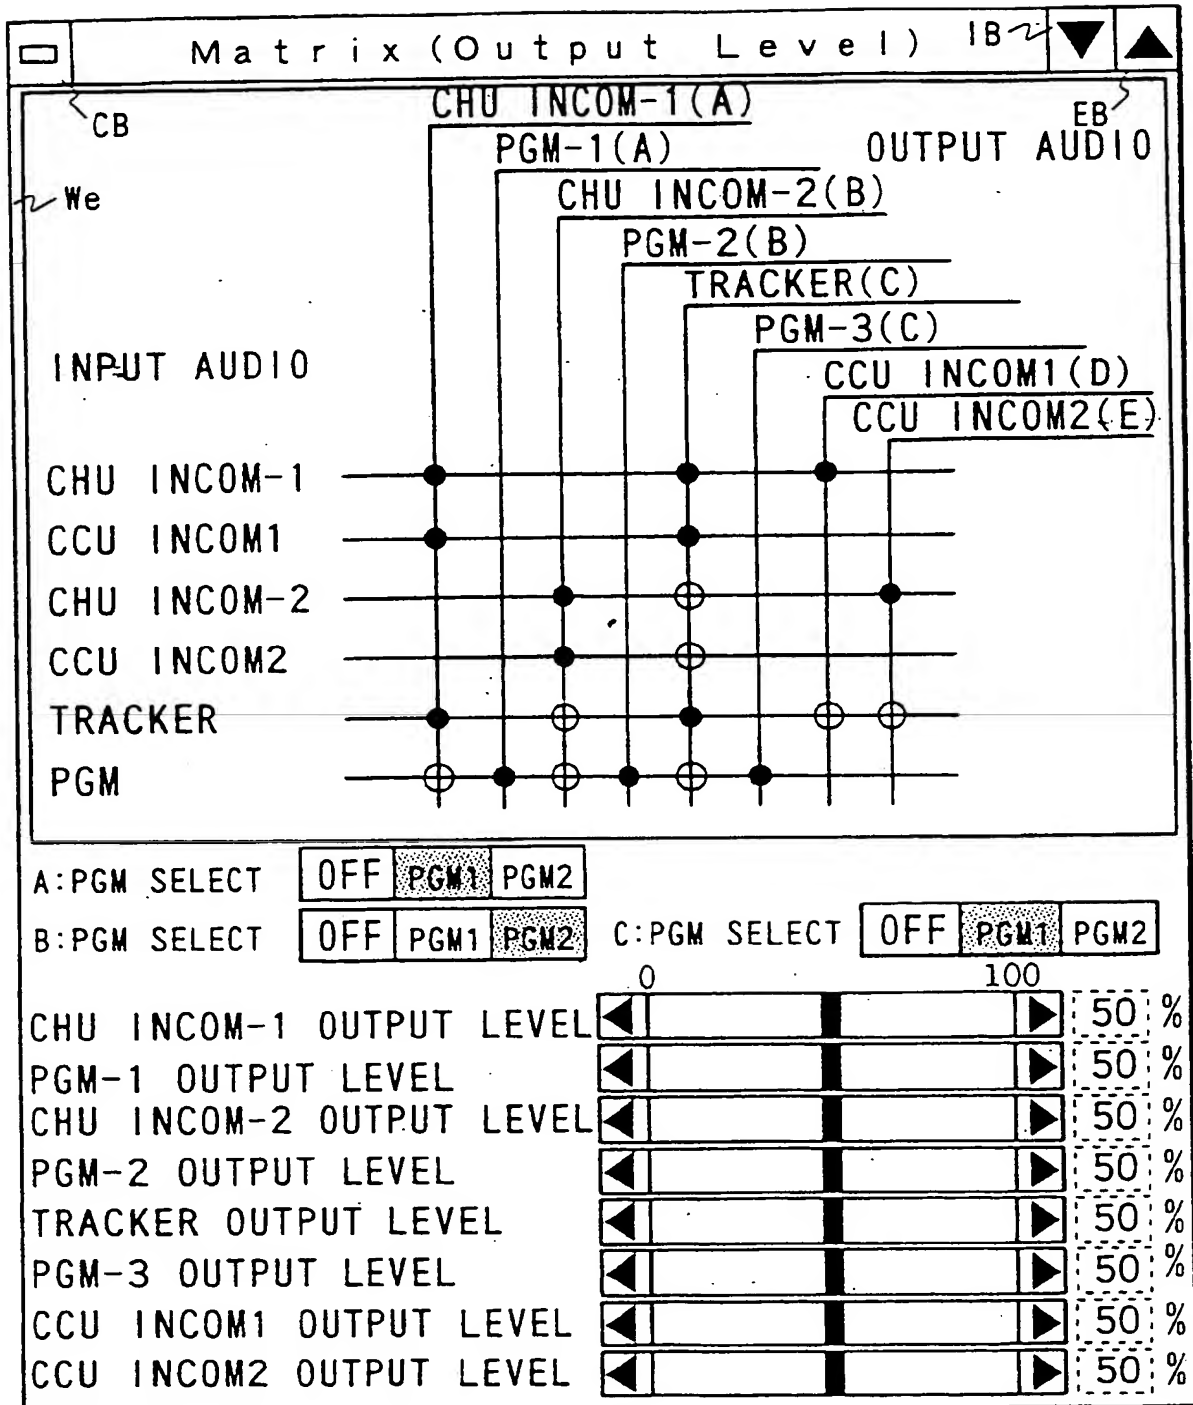 Matrix(Output Level)
IB
CB
EB
CHU INCOM-1(A)
PGM-1(A)
OUTPUT AUDIO
We
CHU INCOM-2(B)
PGM-2(B)
TRACKER(C)
PGM-3(C)
INPUT AUDIO
CCU INCOM1(D)
CCU INCOM2(E)
CHU INCOM-1
CCU INCOM1
CHU INCOM-2
CCU INCOM2
TRACKER
PGM
A:PGM SELECT OFF PGM1 PGM2
B:PGM SELECT OFF PGM1 PGM2 C:PGM SELECT OFF PGM1 PGM2
0 100
CHU INCOM-1 OUTPUT LEVEL 50 %
PGM-1 OUTPUT LEVEL 50 %
CHU INCOM-2 OUTPUT LEVEL 50 %
PGM-2 OUTPUT LEVEL 50 %
TRACKER OUTPUT LEVEL 50 %
PGM-3 OUTPUT LEVEL 50 %
CCU INCOM1 OUTPUT LEVEL 50 %
CCU INCOM2 OUTPUT LEVEL 50 %